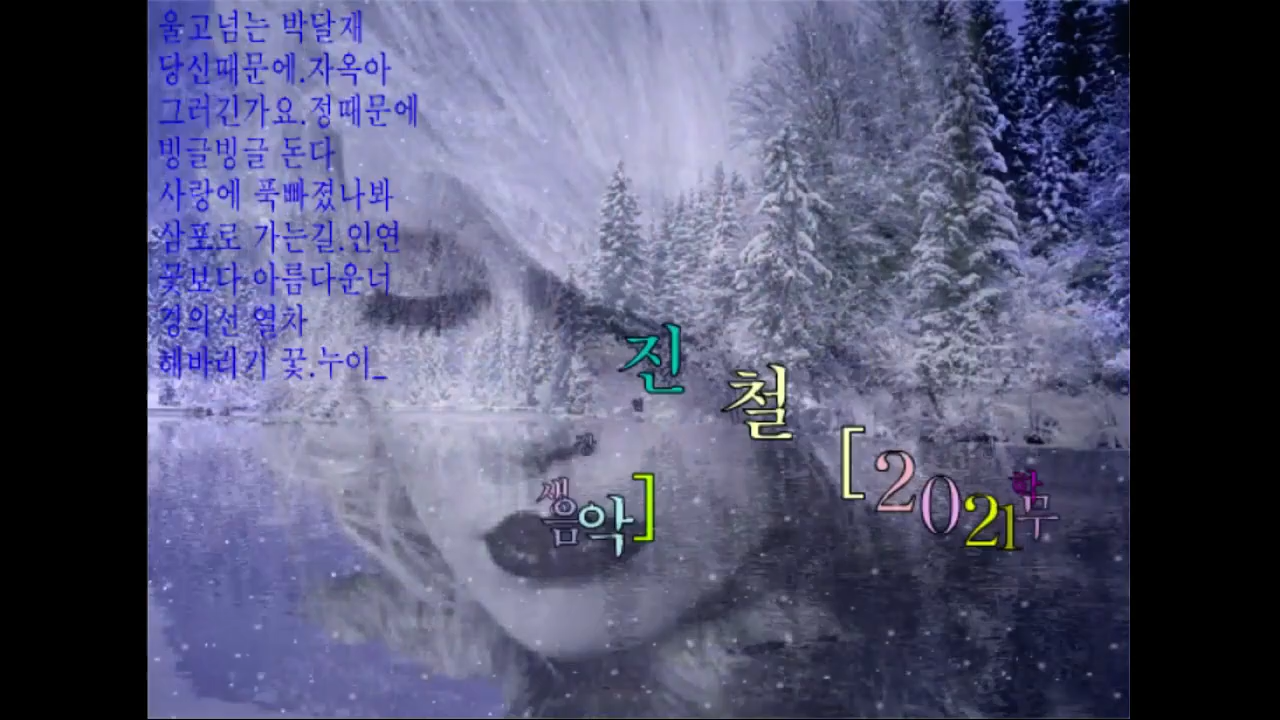 울고넘는 박달재
당신때문에.자옥아
그러긴가요.정때문에
빙글빙글 돈다
사랑에 푹빠졌나봐
삼포로 가는길.인연
꽃보다 아름다운너
경의선 열차
해바라기 꽃.누이_
진
철
[2021
학
무
새
음악]